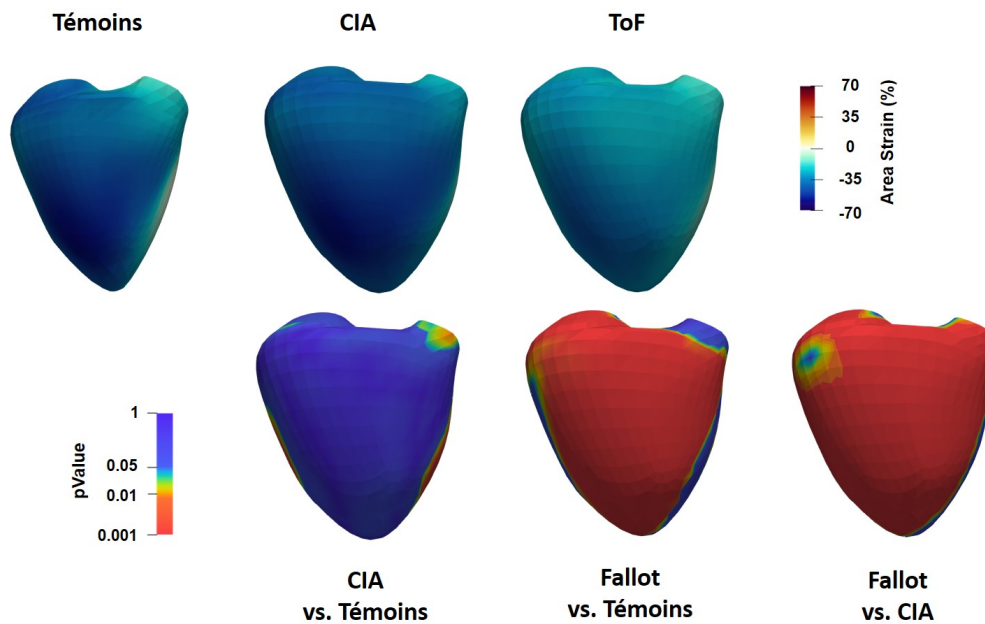 Témoins
CIA
ToF
70
35
0
-35
-70
Area Strain (%)
1
0.05
0.01
0.001
pValue
CIA
vs. Témoins
Fallot
vs. Témoins
Fallot
vs. CIA